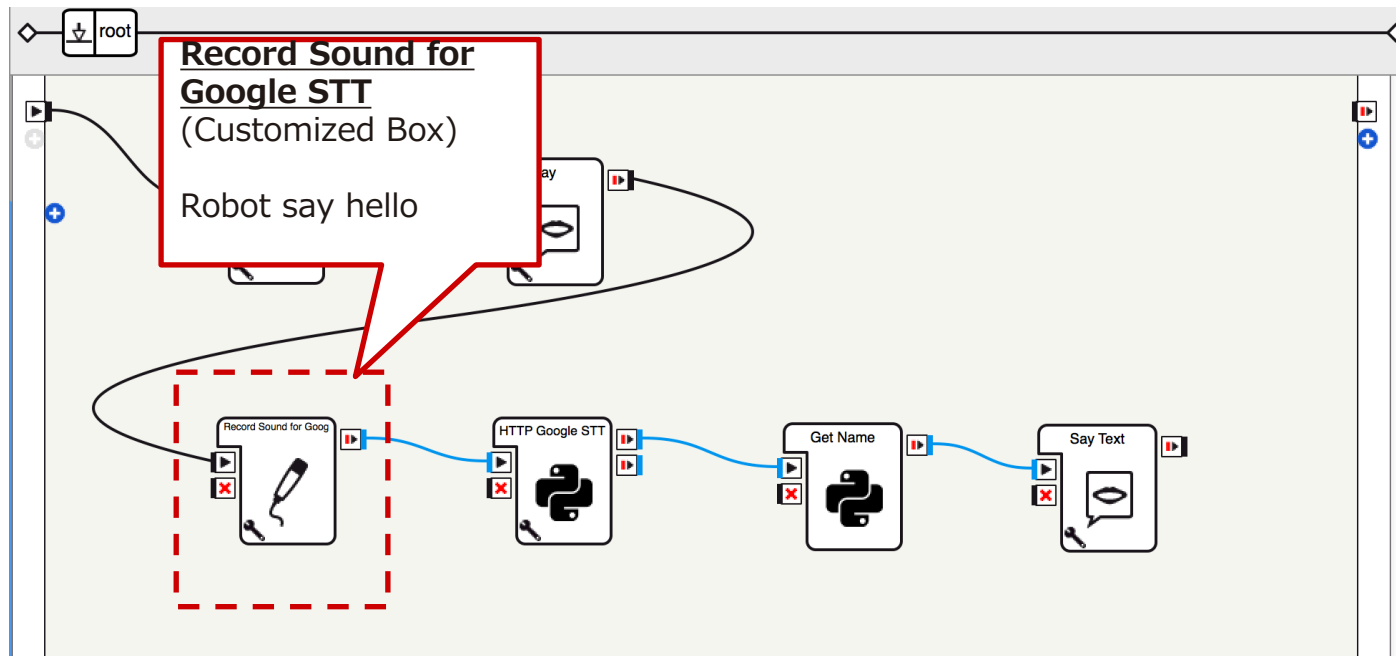 root
Record Sound for
Google STT
(Customized Box)
Robot say hello
ay
Record Sound for Goog
HTTP Google STT
Get Name
Say Text